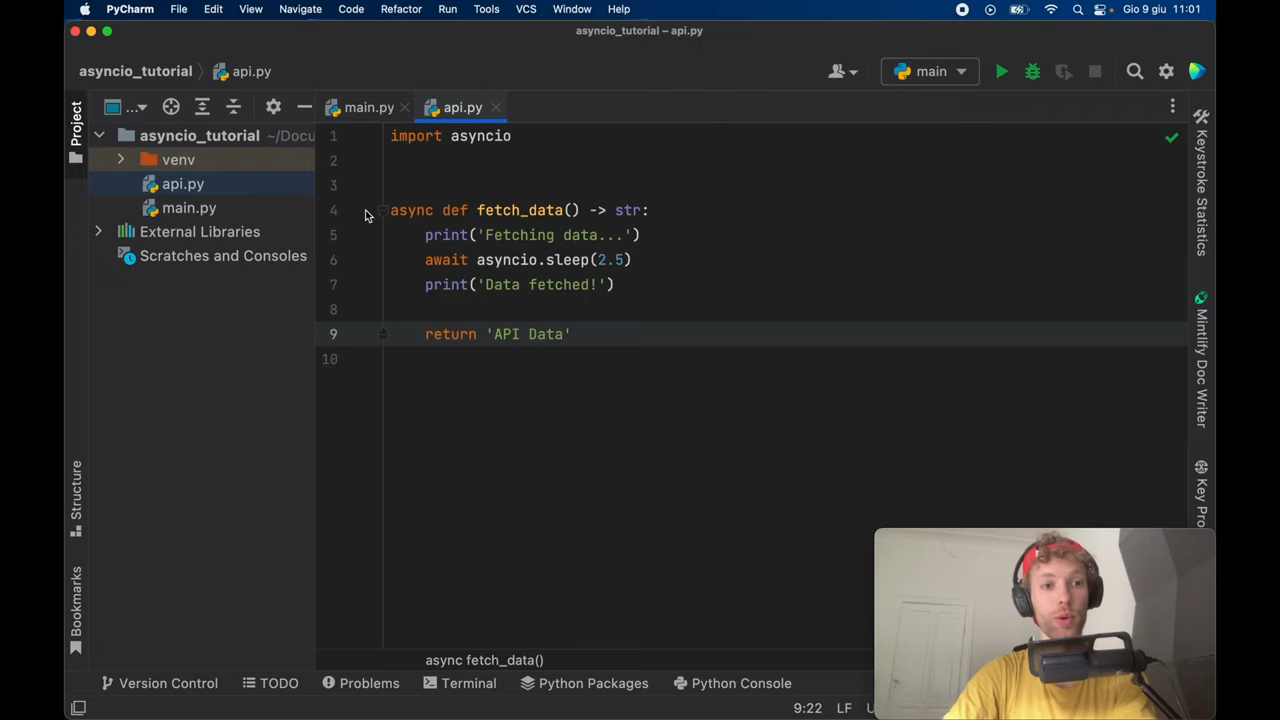 PyCharm File Edit View Navigate Code Refactor Run Tools VCS Window Help Gio 9 giu 11:01
asyncio_tutorial – api.py
asyncio_tutorial api.py main
Project ... main.py api.py
asyncio_tutorial ~/Docu
venv
api.py
main.py
External Libraries
Scratches and Consoles
1 import asyncio
2
3
4 async def fetch_data() -> str:
5 print('Fetching data...')
6 await asyncio.sleep(2.5)
7 print('Data fetched!')
8
9 return 'API Data'
10
Structure
Bookmarks
Keystroke Statistics
Mintlify Doc Writer
Key Pro
async fetch_data()
Version Control TODO Problems Terminal Python Packages Python Console
9:22 LF